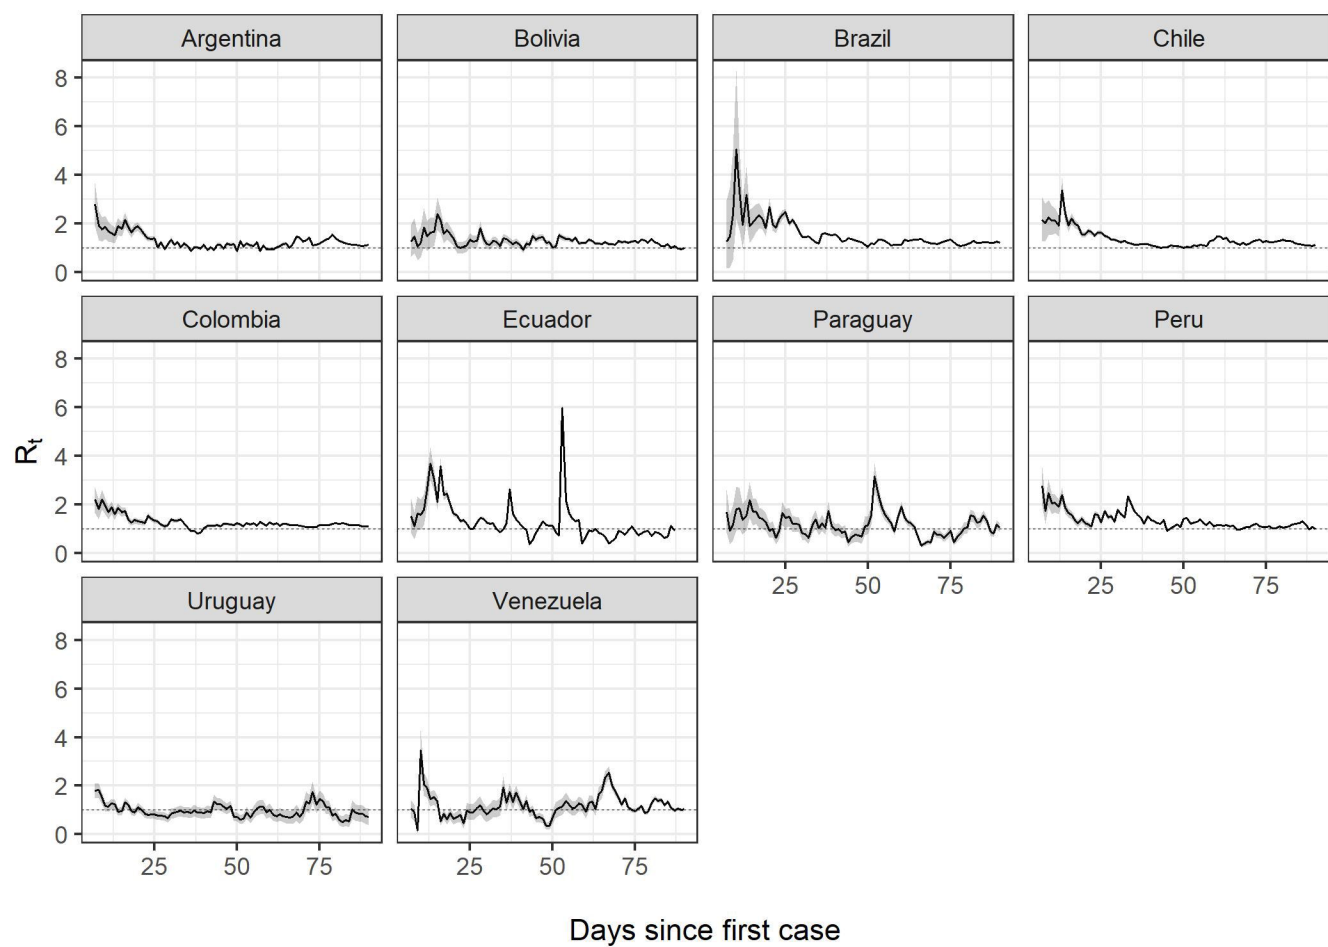 Argentina Bolivia Brazil Chile
8
6
4
2
0
Colombia Ecuador Paraguay Peru
8
6
4
2
0
25 50 75 25 50 75
Uruguay Venezuela
8
6
4
2
0
25 50 75 25 50 75
Rt
Days since first case